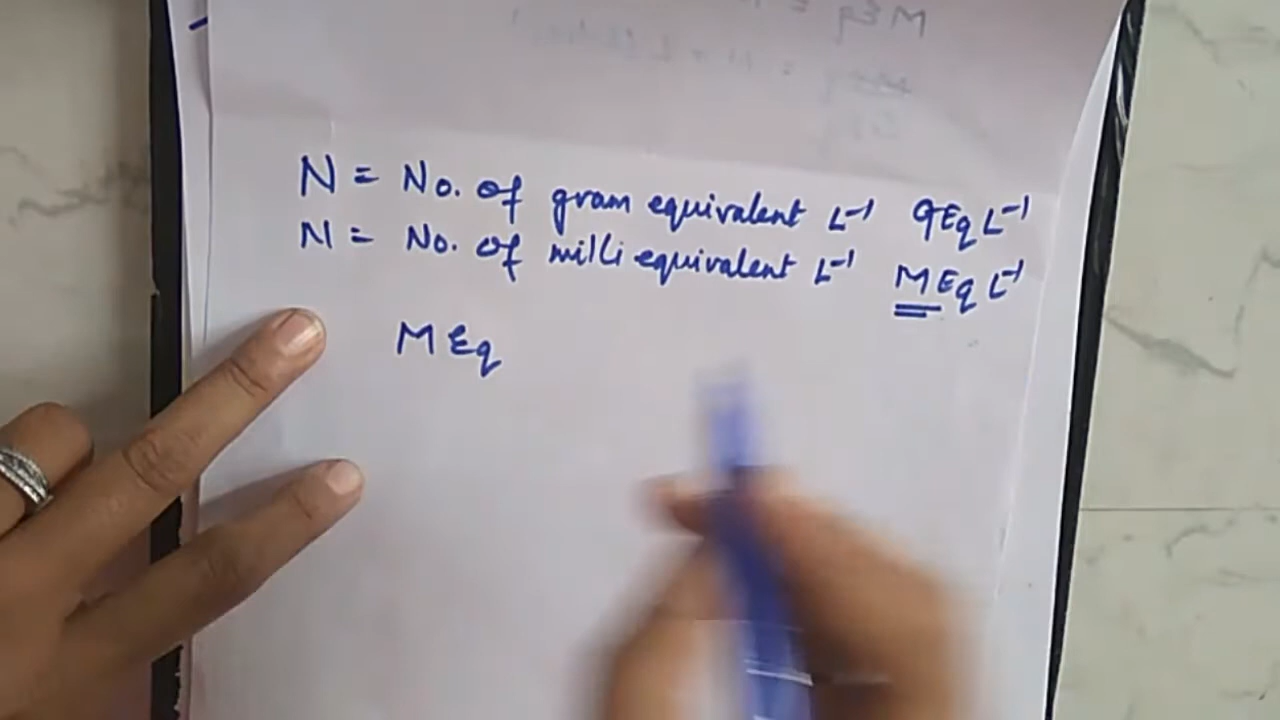 N = No. of gram equivalent L⁻¹ gEq L⁻¹
N = No. of milli equivalent L⁻¹ MEq L⁻¹
MEq